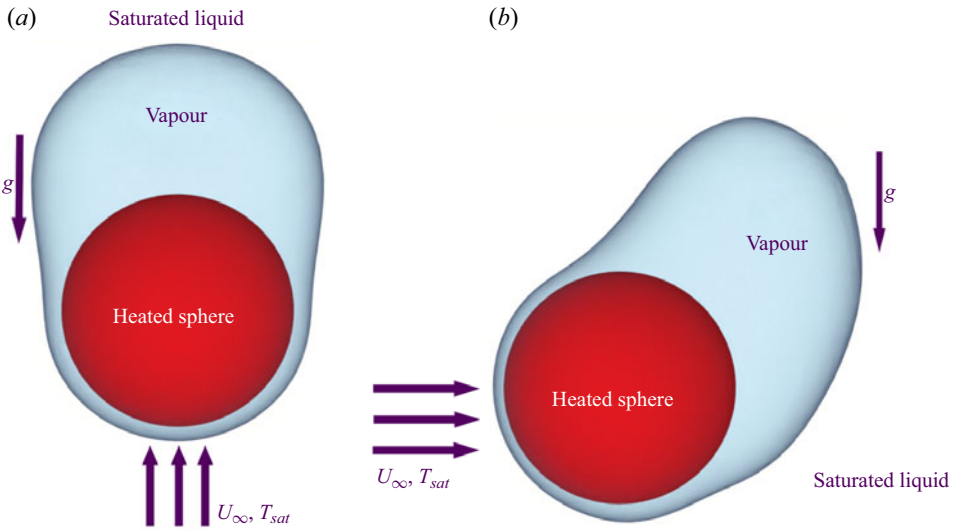 (a)
Saturated liquid
Vapour
g
Heated sphere
U∞, Tsat
(b)
g
Vapour
Heated sphere
U∞, Tsat
Saturated liquid